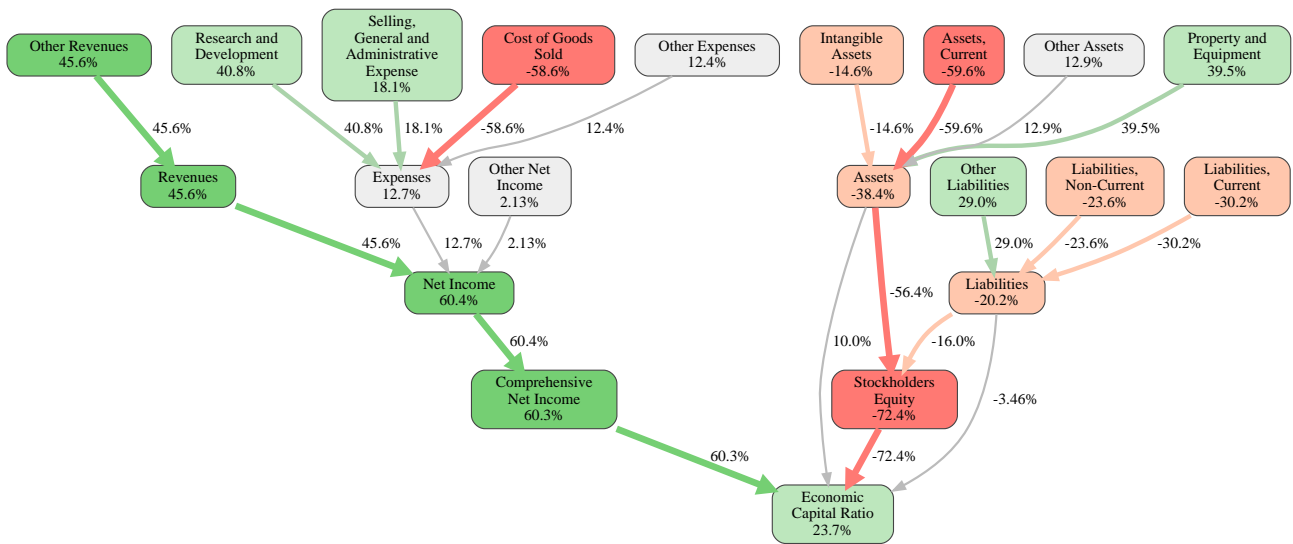 Other Revenues
45.6%
Research and
Development
40.8%
Selling,
General and
Administrative
Expense
18.1%
Cost of Goods
Sold
-58.6%
Other Expenses
12.4%
Intangible
Assets
-14.6%
Assets,
Current
-59.6%
Other Assets
12.9%
Property and
Equipment
39.5%
45.6%
40.8%
18.1%
-58.6%
12.4%
-14.6%
-59.6%
12.9%
39.5%
Revenues
45.6%
Expenses
12.7%
Other Net
Income
2.13%
Assets
-38.4%
Other
Liabilities
29.0%
Liabilities,
Non-Current
-23.6%
Liabilities,
Current
-30.2%
45.6%
12.7%
2.13%
29.0%
-23.6%
-30.2%
Net Income
60.4%
-56.4%
Liabilities
-20.2%
60.4%
10.0%
-16.0%
Comprehensive
Net Income
60.3%
Stockholders
Equity
-72.4%
-3.46%
60.3%
-72.4%
Economic
Capital Ratio
23.7%